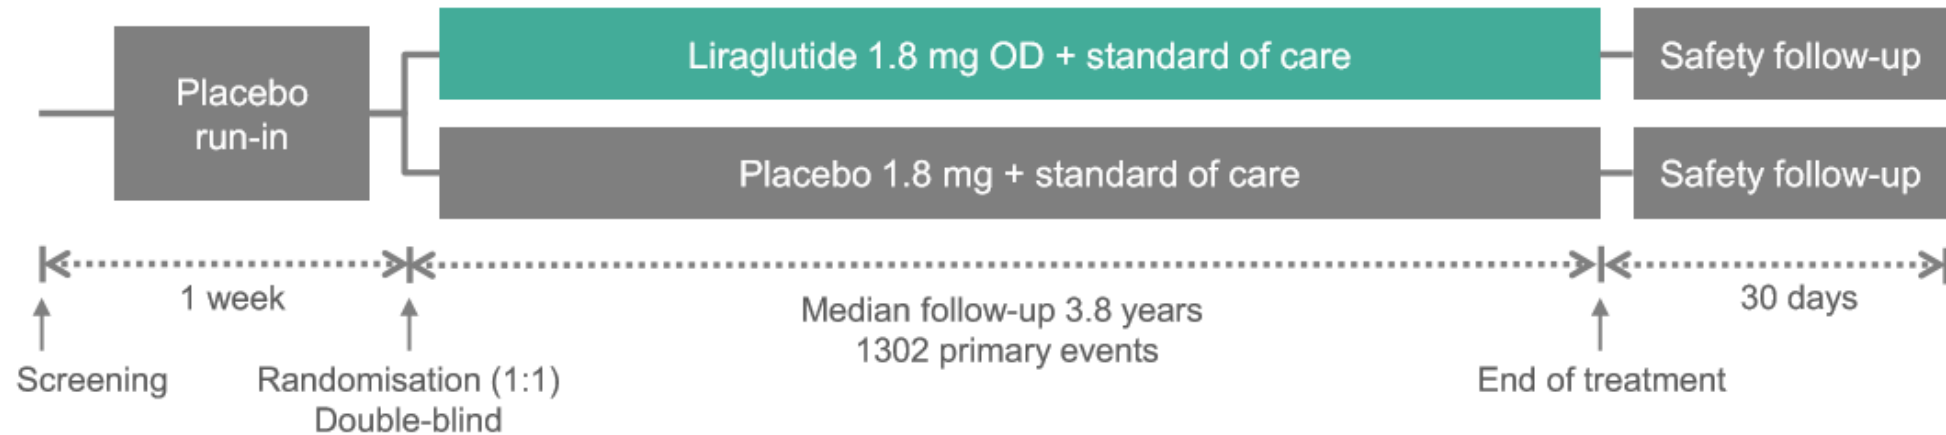 Placebo
run-in
Liraglutide 1.8 mg OD + standard of care
Safety follow-up
Placebo 1.8 mg + standard of care
Safety follow-up
1 week
Median follow-up 3.8 years
1302 primary events
30 days
Screening
Randomisation (1:1)
Double-blind
End of treatment